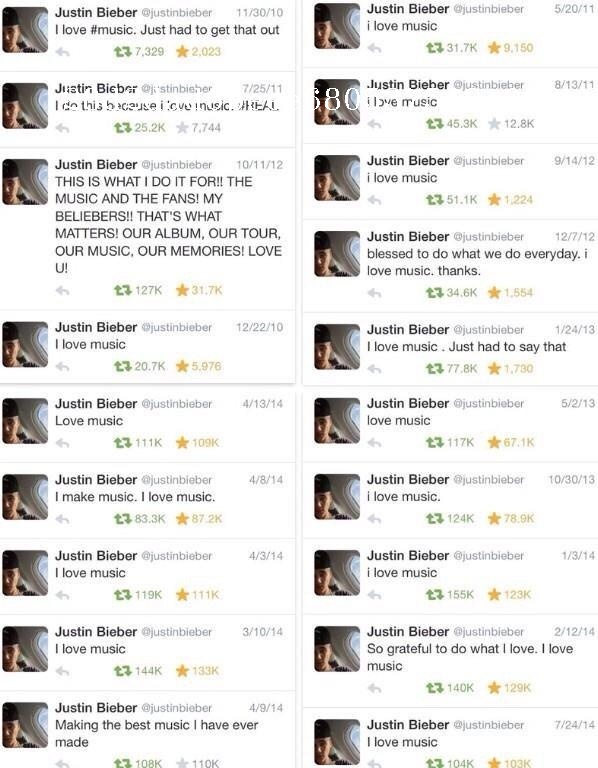 Justin Bieber @justinbieber 11/30/10
I love #music. Just had to get that out
7,329 2,023
Justin Bieber @justinbieber 7/25/11
I do this because i love music. #REAL
25.2K 7,744
Justin Bieber @justinbieber 10/11/12
THIS IS WHAT I DO IT FOR!! THE
MUSIC AND THE FANS! MY
BELIEBERS!! THAT'S WHAT
MATTERS! OUR ALBUM, OUR TOUR,
OUR MUSIC, OUR MEMORIES! LOVE
U!
127K 31.7K
Justin Bieber @justinbieber 12/22/10
I love music
20.7K 5,976
Justin Bieber @justinbieber 4/13/14
Love music
111K 109K
Justin Bieber @justinbieber 4/8/14
I make music. I love music.
83.3K 87.2K
Justin Bieber @justinbieber 4/3/14
I love music
119K 111K
Justin Bieber @justinbieber 3/10/14
I love music
144K 133K
Justin Bieber @justinbieber 4/9/14
Making the best music I have ever
made
108K 110K
Justin Bieber @justinbieber 5/20/11
i love music
31.7K 9,150
Justin Bieber @justinbieber 8/13/11
I love music
45.3K 12.8K
Justin Bieber @justinbieber 9/14/12
i love music
51.1K 1,224
Justin Bieber @justinbieber 12/7/12
blessed to do what we do everyday. i
love music. thanks.
34.6K 1,554
Justin Bieber @justinbieber 1/24/13
I love music . Just had to say that
77.8K 1,730
Justin Bieber @justinbieber 5/2/13
love music
117K 67.1K
Justin Bieber @justinbieber 10/30/13
i love music.
124K 78.9K
Justin Bieber @justinbieber 1/3/14
i love music
155K 123K
Justin Bieber @justinbieber 2/12/14
So grateful to do what I love. I love
music
140K 129K
Justin Bieber @justinbieber 7/24/14
I love music
104K 103K